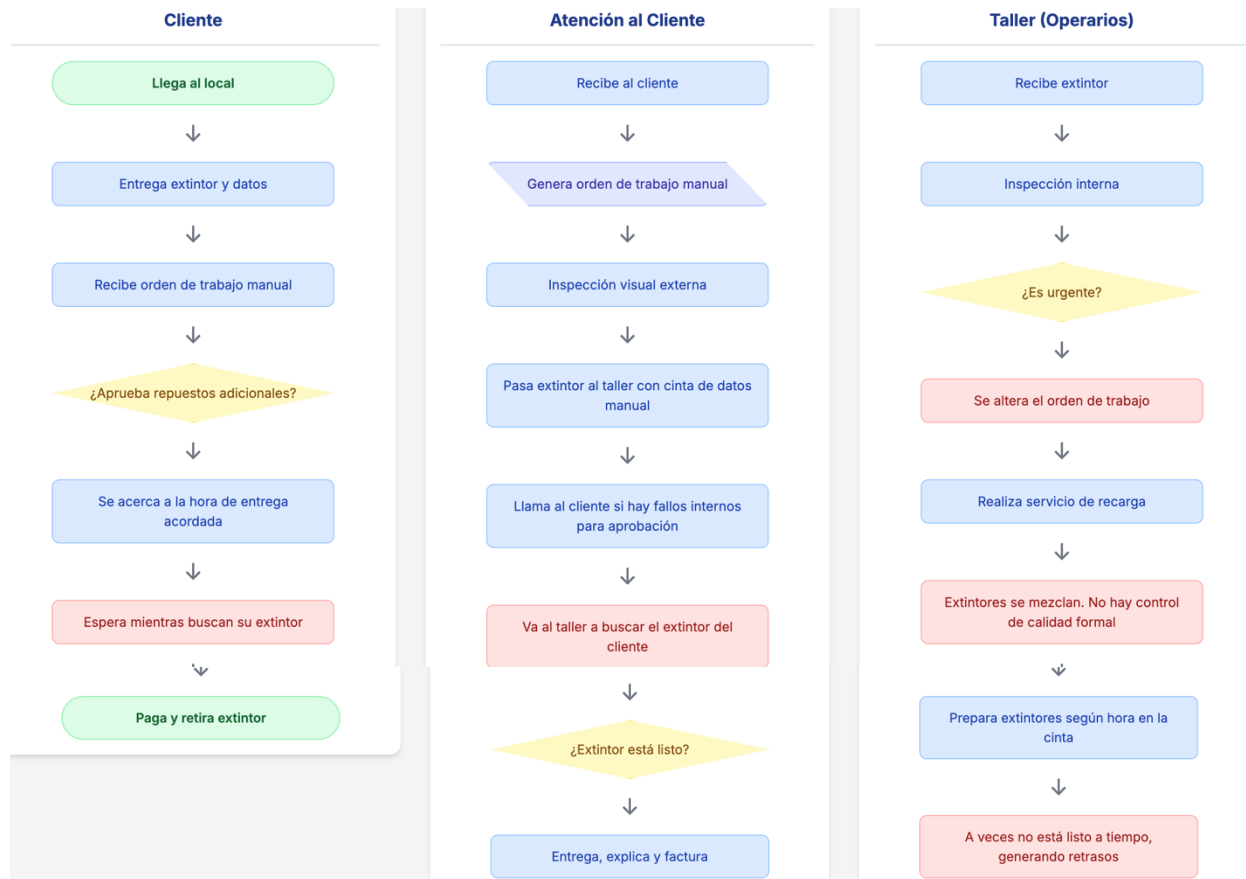 Cliente
Llega al local
Entrega extintor y datos
Recibe orden de trabajo manual
¿Aprueba repuestos adicionales?
Se acerca a la hora de entrega
acordada
Espera mientras buscan su extintor
Paga y retira extintor
Atención al Cliente
Recibe al cliente
Genera orden de trabajo manual
Inspección visual externa
Pasa extintor al taller con cinta de datos
manual
Llama al cliente si hay fallos internos
para aprobación
Va al taller a buscar el extintor del
cliente
¿Extintor está listo?
Entrega, explica y factura
Taller (Operarios)
Recibe extintor
Inspección interna
¿Es urgente?
Se altera el orden de trabajo
Realiza servicio de recarga
Extintores se mezclan. No hay control
de calidad formal
Prepara extintores según hora en la
cinta
A veces no está listo a tiempo,
generando retrasos